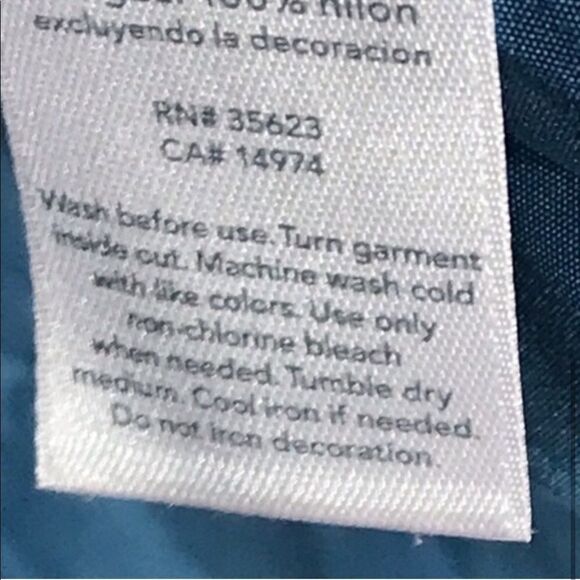 100% nilon
excluyendo la decoracion
RN# 35623
CA# 14974
Wash before use. Turn garment
inside out. Machine wash cold
with like colors. Use only
non-chlorine bleach
when needed. Tumble dry
medium. Cool iron if needed.
Do not iron decoration.